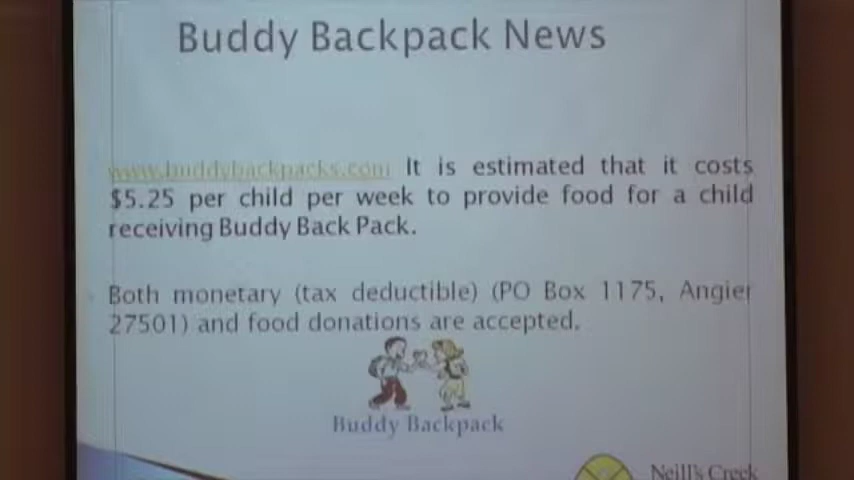 Buddy Backpack News
www.buddybackpacks.com It is estimated that it costs
$5.25 per child per week to provide food for a child
receiving Buddy Back Pack.
Both monetary (tax deductible) (PO Box 1175, Angier
27501) and food donations are accepted.
Buddy Backpack
Neill's Creek